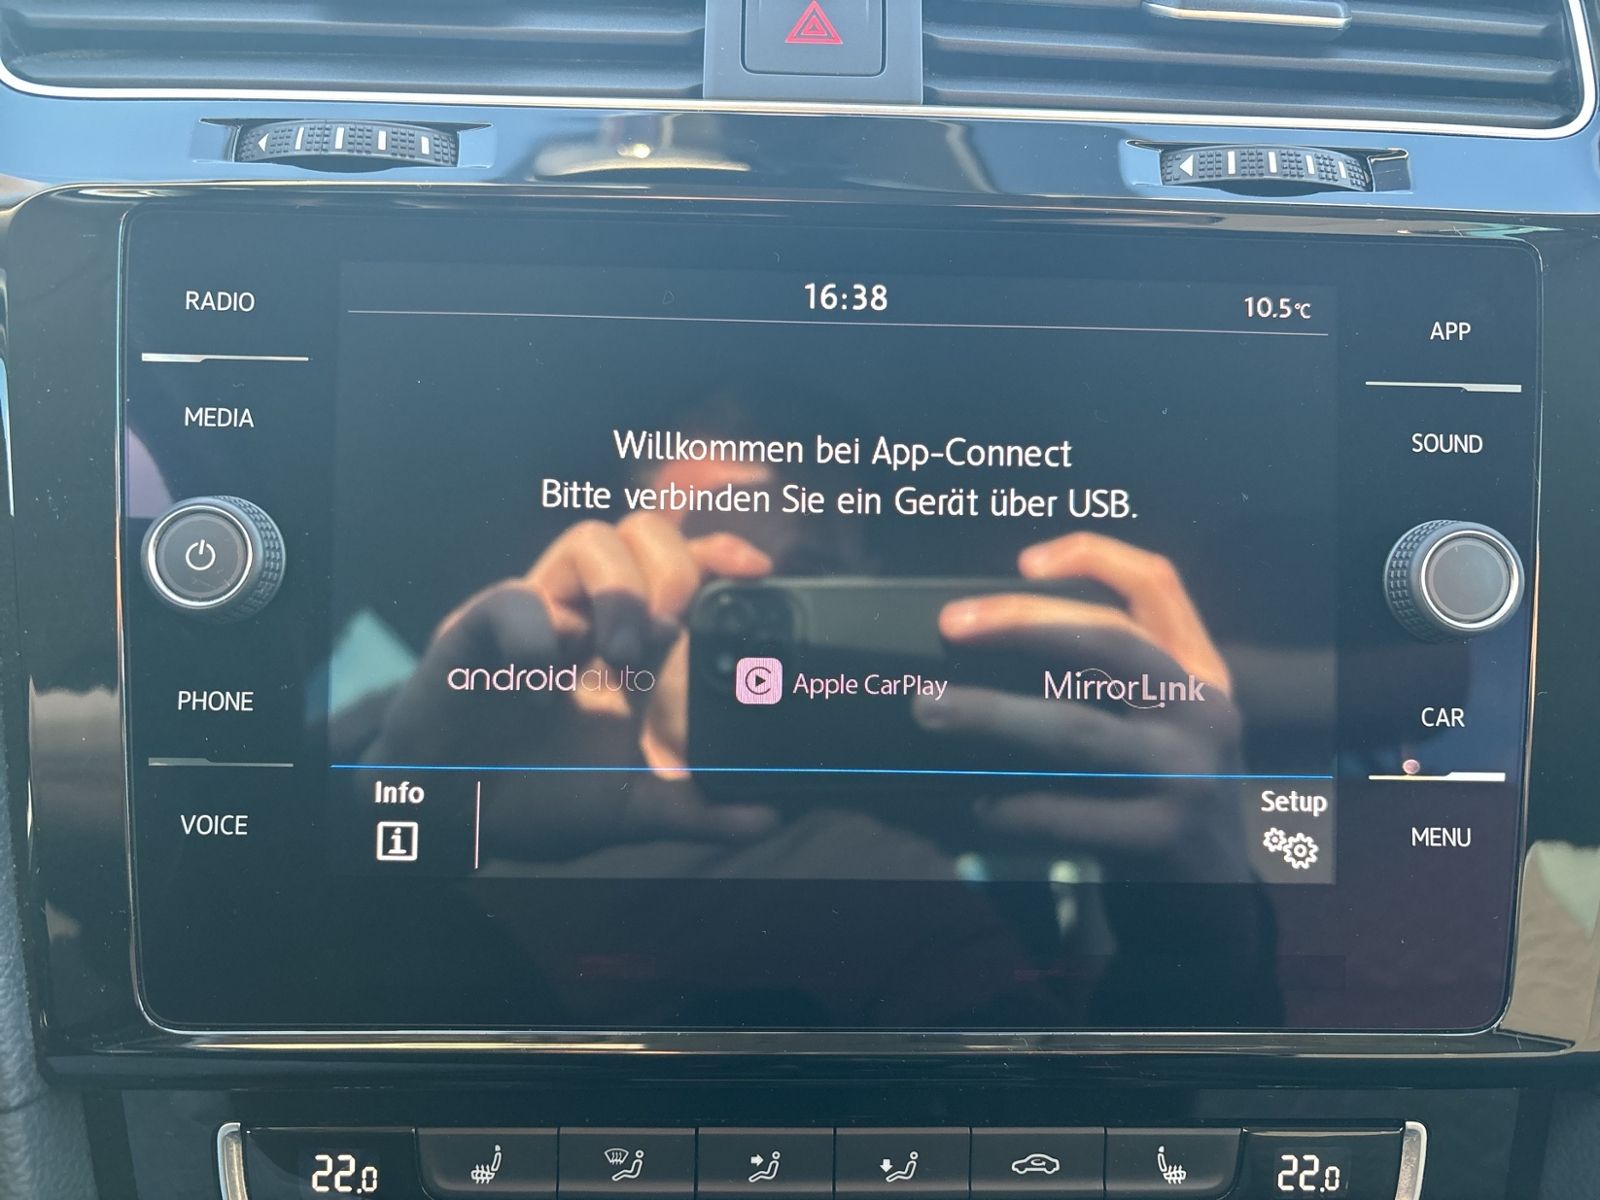 RADIO
MEDIA
PHONE
VOICE
16:38
10.5°C
Willkommen bei App-Connect
Bitte verbinden Sie ein Gerät über USB.
androidauto
Apple CarPlay
MirrorLink
Info
i
Setup
APP
SOUND
CAR
MENU
22.0
22.0